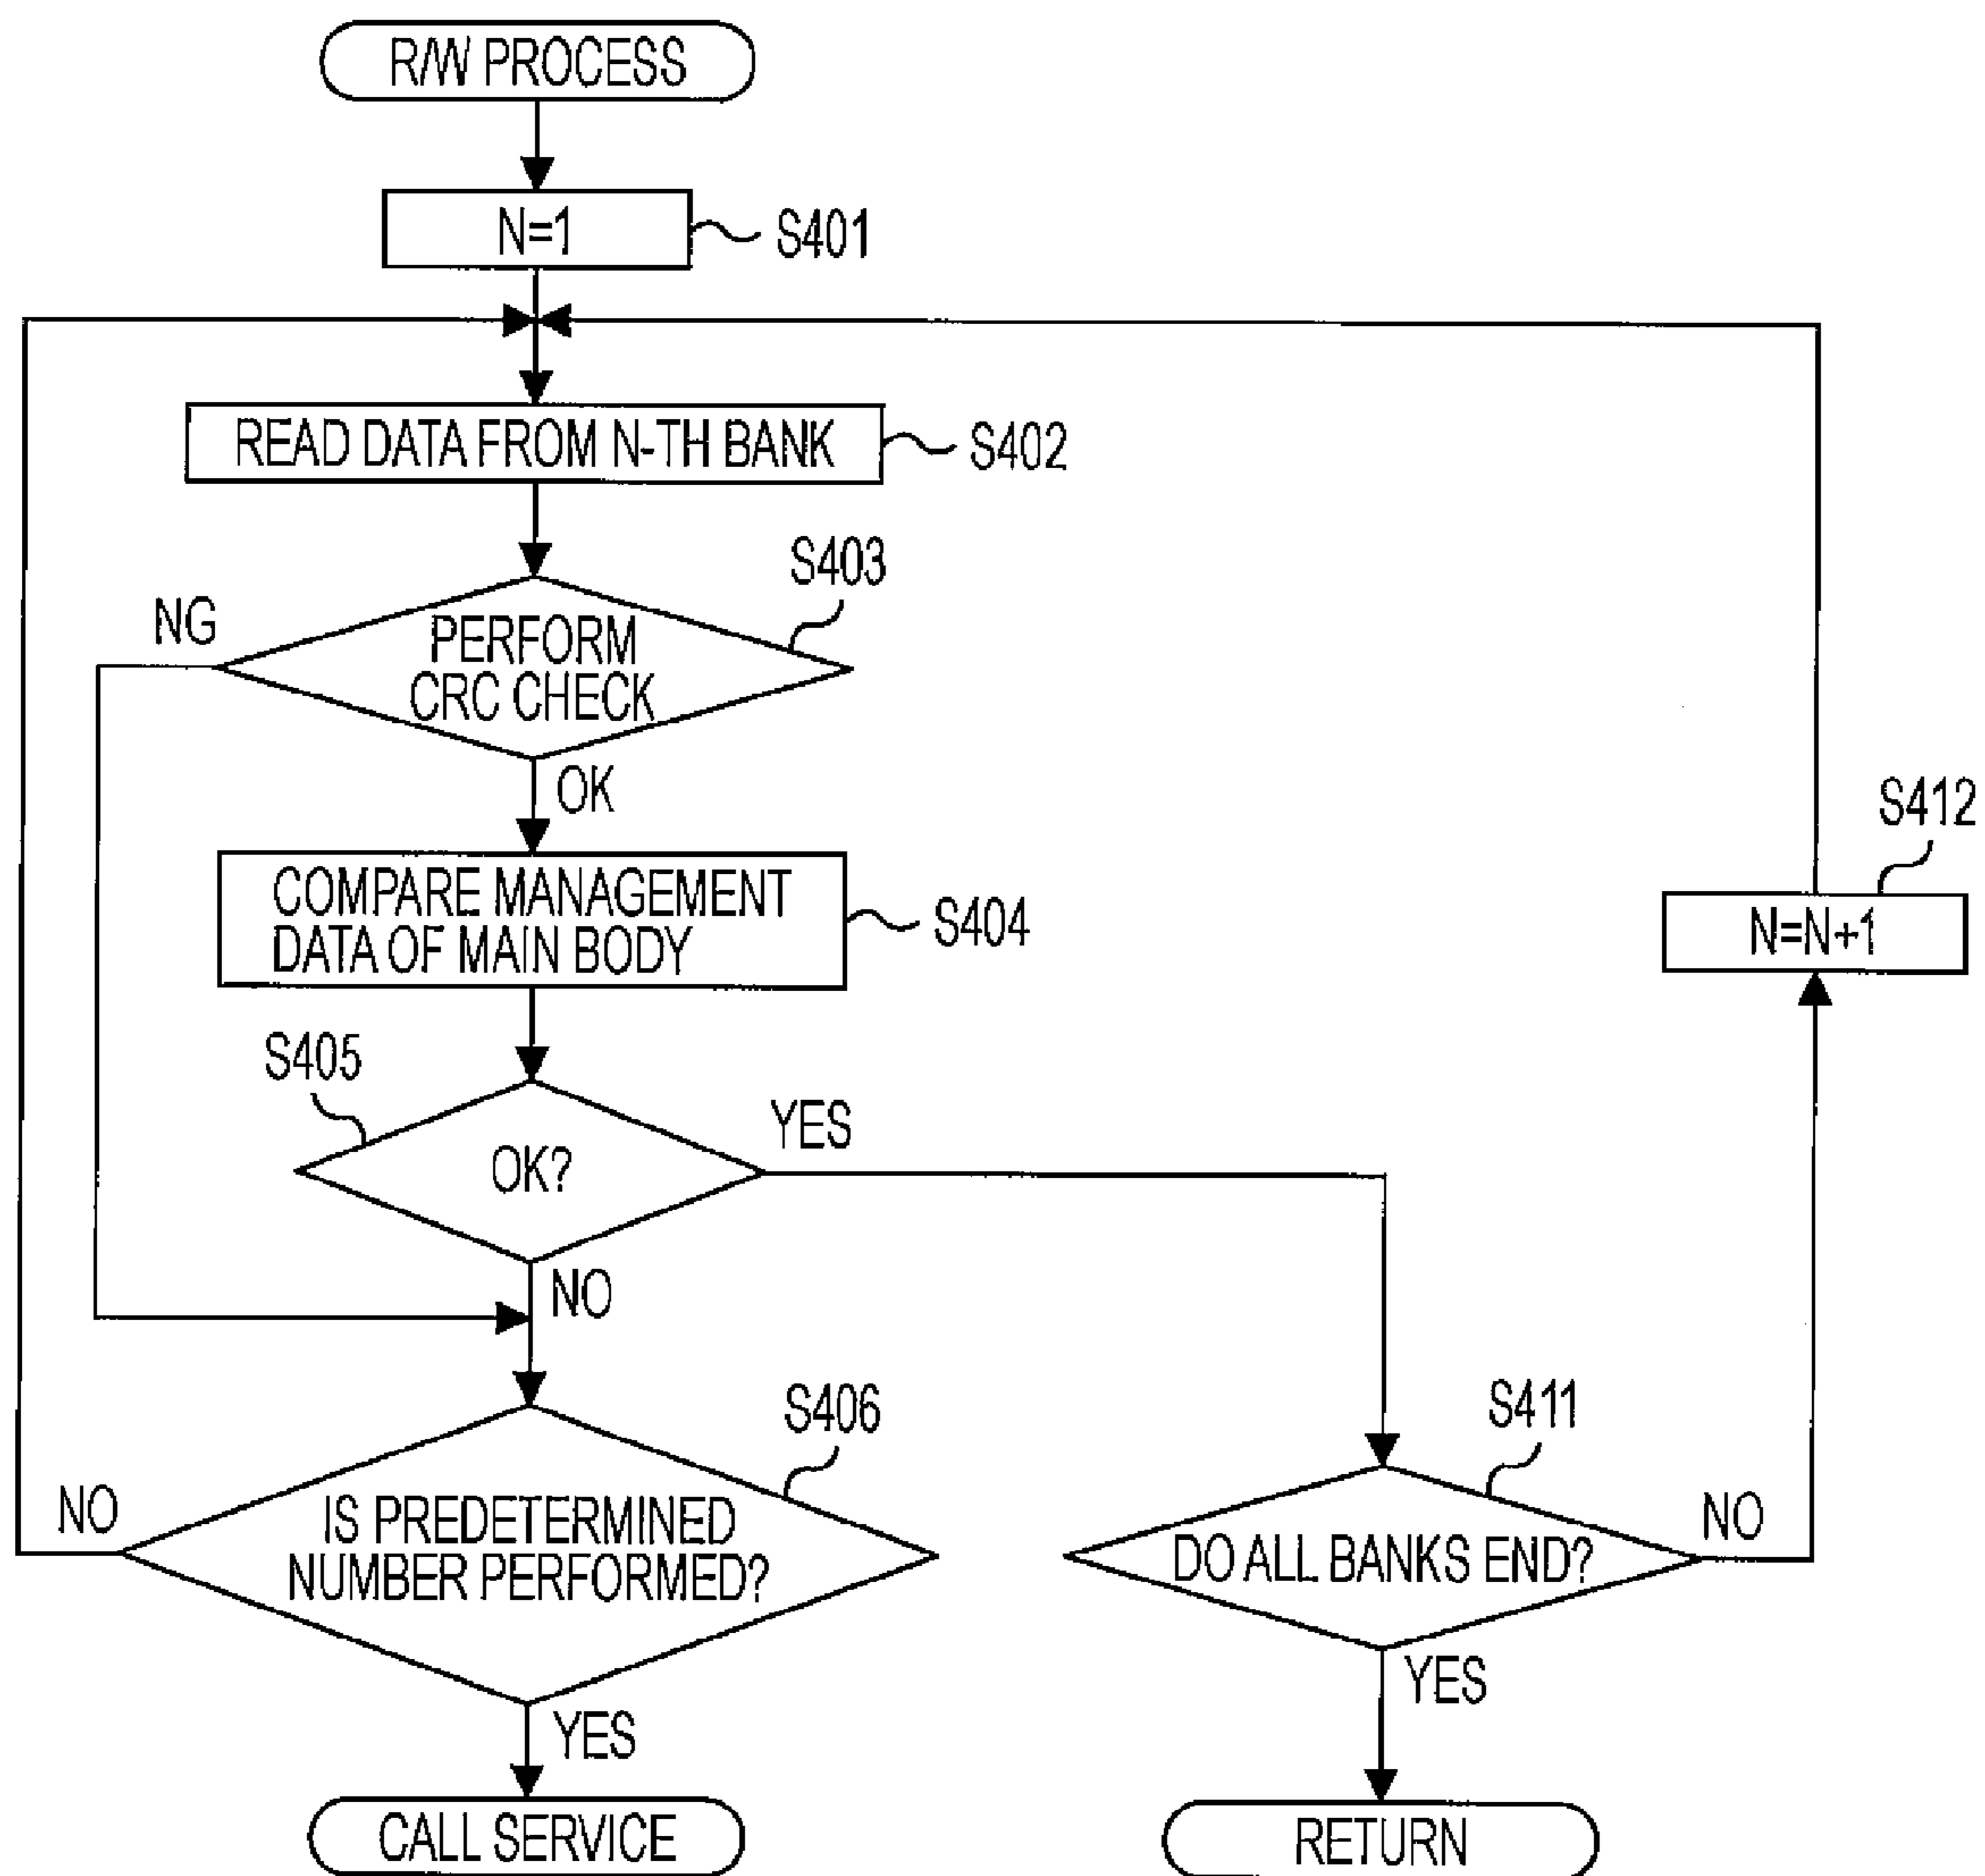 R/W PROCESS
N=1
S401
READ DATA FROM N-TH BANK
S402
S403
NG
PERFORM
CRC CHECK
OK
COMPARE MANAGEMENT
DATA OF MAIN BODY
S404
S412
N=N+1
S405
YES
OK?
NO
S406
S411
NO
IS PREDETERMINED
NUMBER PERFORMED?
DO ALL BANKS END?
NO
YES
YES
CALL SERVICE
RETURN